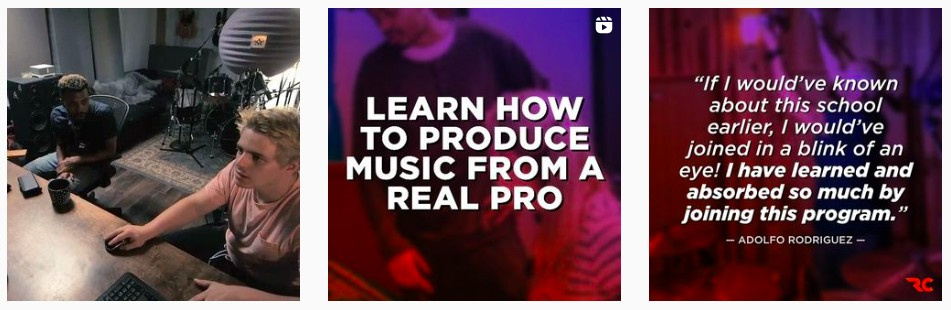 LEARN HOW
TO PRODUCE
MUSIC FROM A
REAL PRO
“If I would’ve known
about this school
earlier, I would’ve
joined in a blink of an
eye! I have learned and
absorbed so much by
joining this program.”
— ADOLFO RODRIGUEZ —
RC